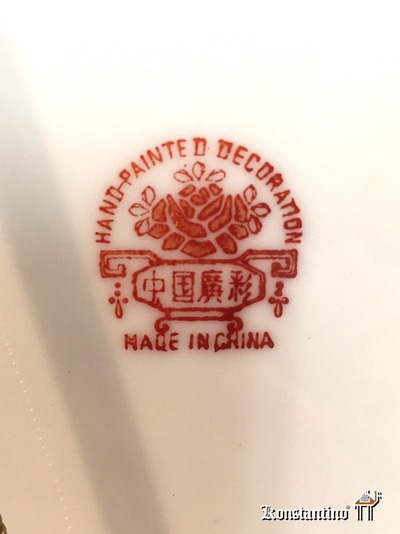 HAND-PAINTED DECORATION
中国廣彩
MADE IN CHINA
Konstantino